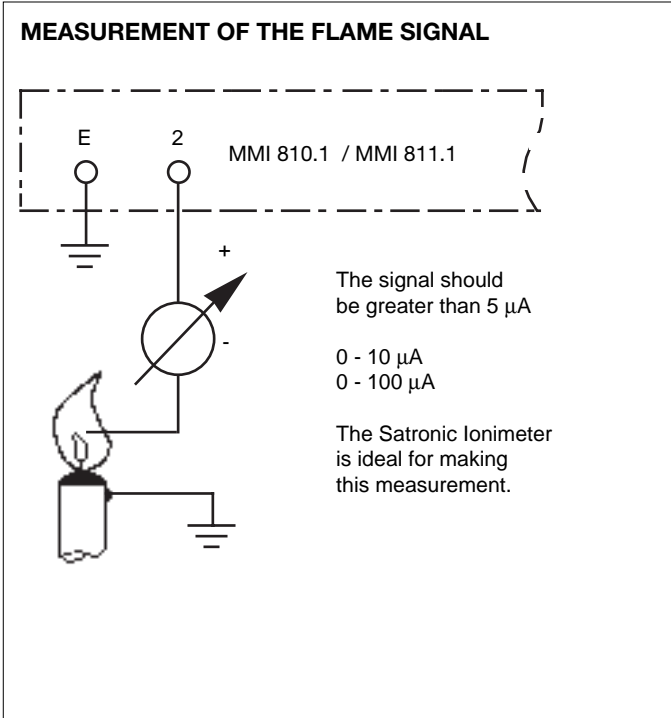 MEASUREMENT OF THE FLAME SIGNAL
E 2 MMI 810.1 / MMI 811.1
+
-
The signal should
be greater than 5 µA
0 - 10 µA
0 - 100 µA
The Satronic Ionimeter
is ideal for making
this measurement.